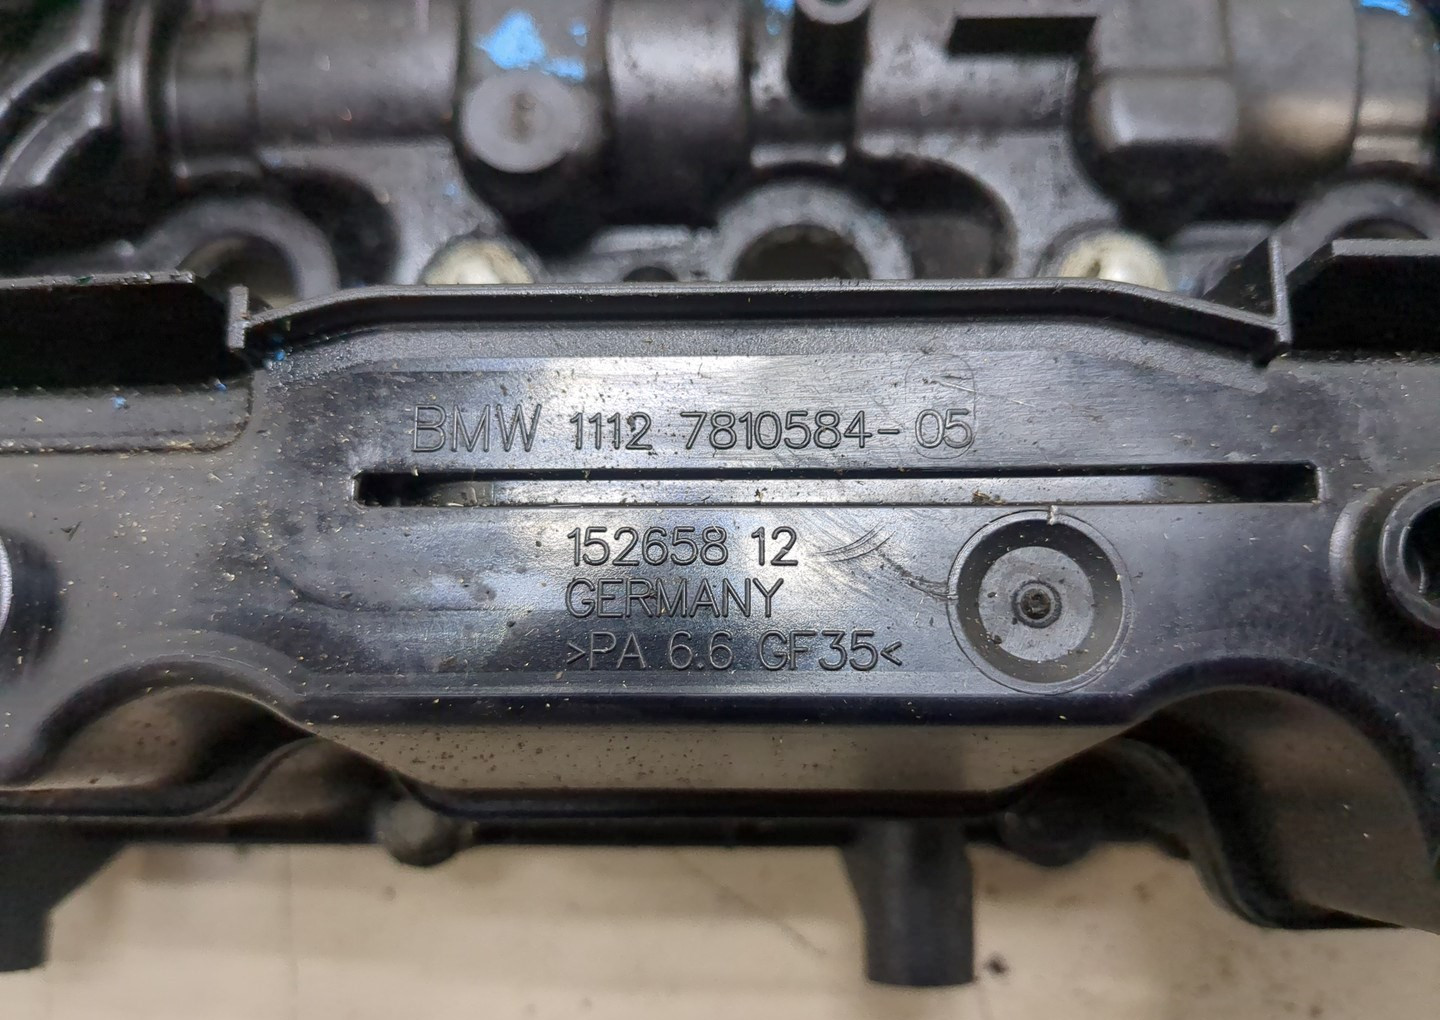 BMW 1112 7810584-05
152658 12
GERMANY
>PA 6.6 GF35<